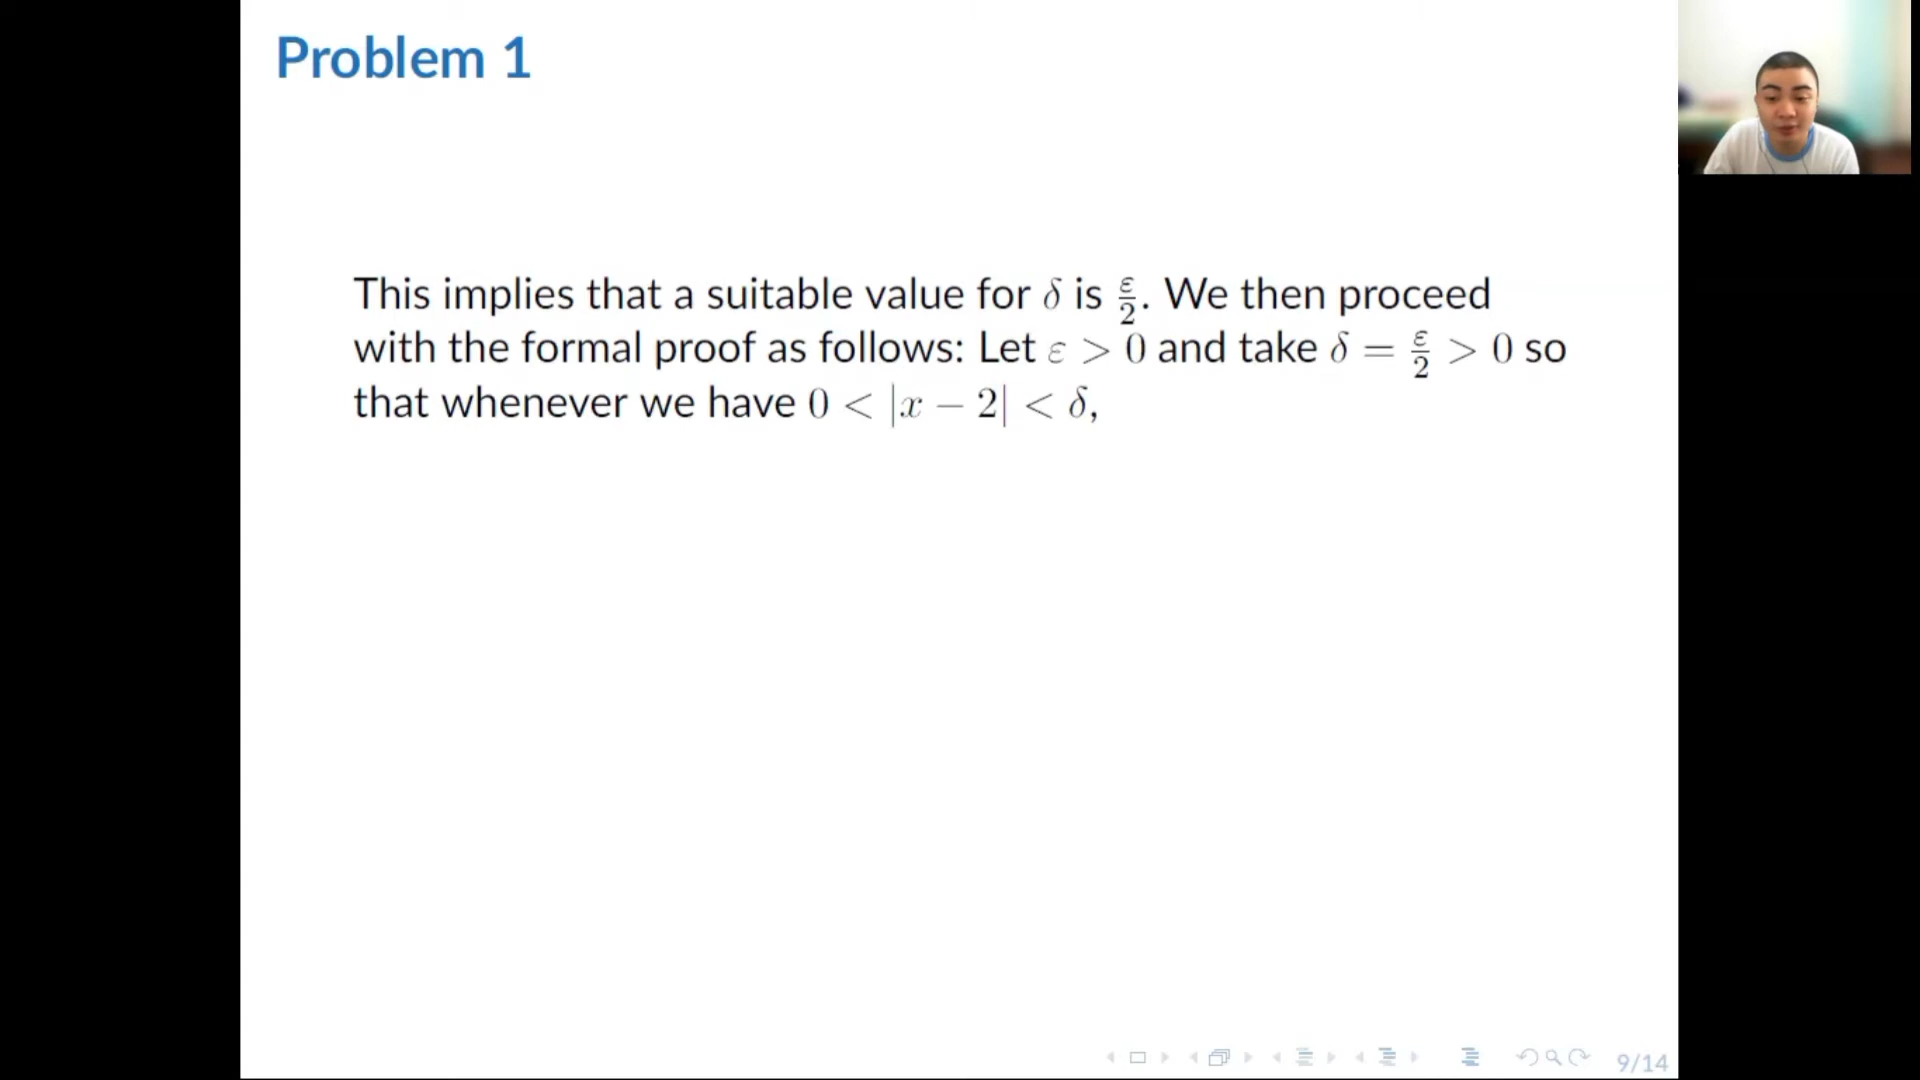 Problem 1
This implies that a suitable value for δ is ε/2. We then proceed
with the formal proof as follows: Let ε > 0 and take δ = ε/2 > 0 so
that whenever we have 0 < |x − 2| < δ,
9/14